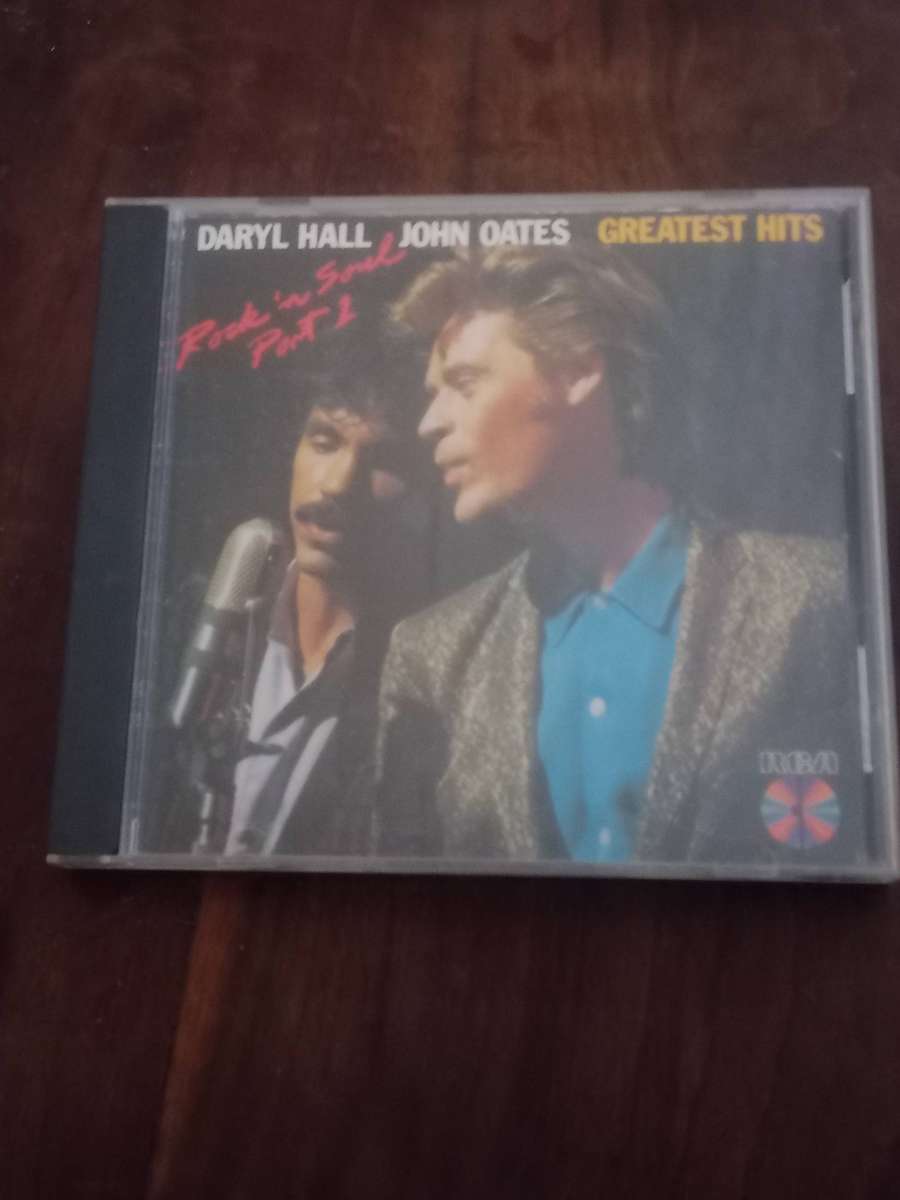 DARYL HALL JOHN OATES GREATEST HITS
Rock 'n Soul
Part 1
RCA